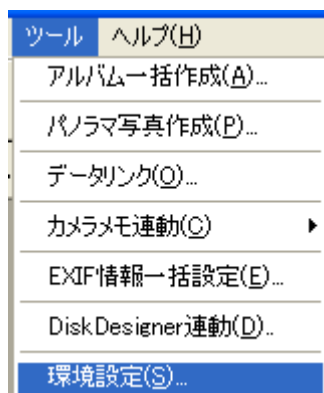 ツール ヘルプ(H)
アルバム一括作成(A)...
パノラマ写真作成(P)...
データリンク(O)...
カメラメモ連動(C)
EXIF情報一括設定(E)...
DiskDesigner連動(D)..
環境設定(S)...